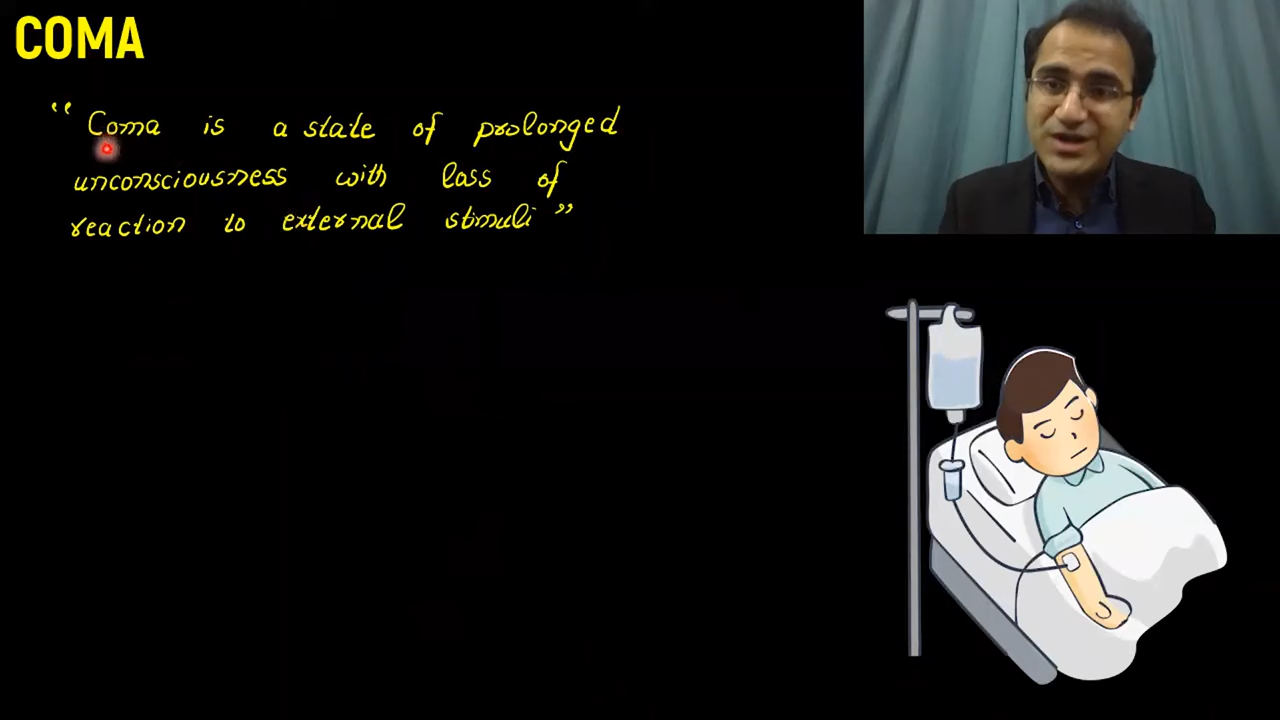 COMA
“ Coma is a state of prolonged
unconsciousness with loss of
reaction to external stimuli ”